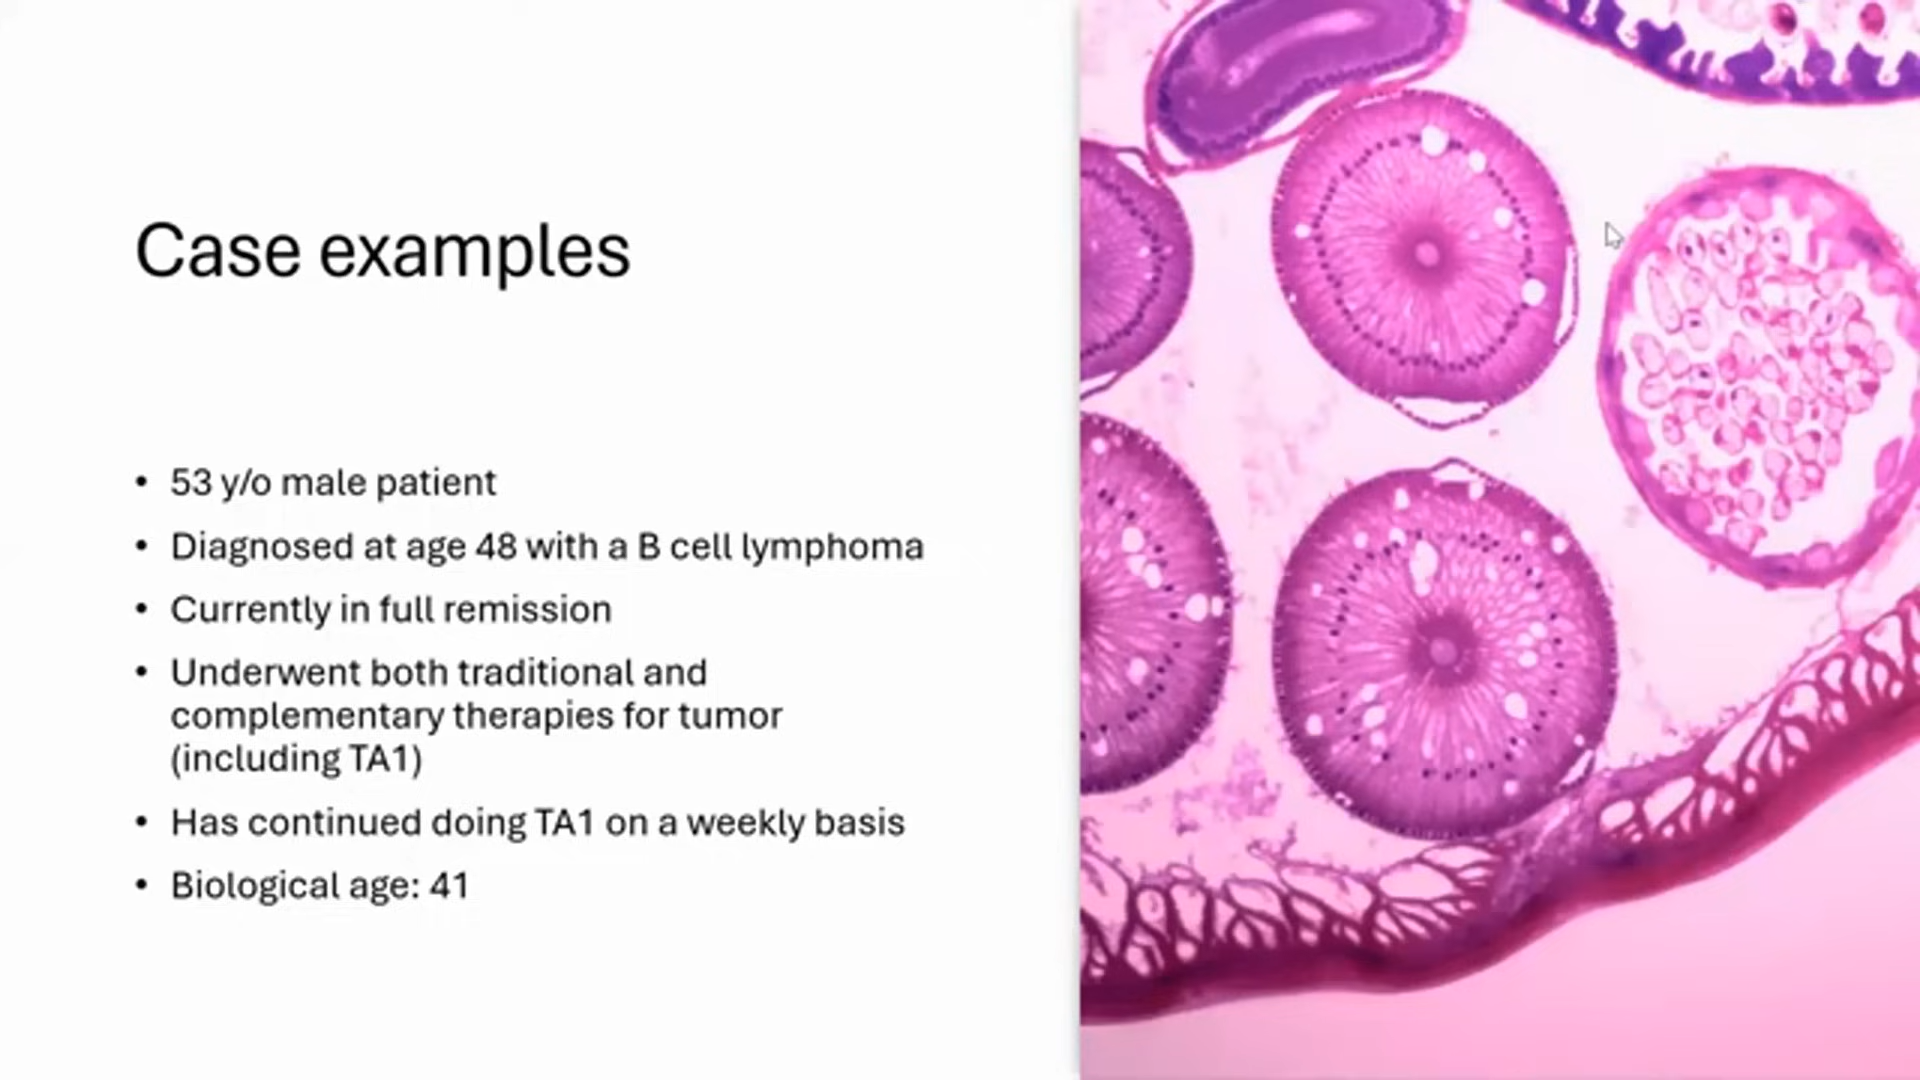 Case examples
• 53 y/o male patient
• Diagnosed at age 48 with a B cell lymphoma
• Currently in full remission
• Underwent both traditional and
complementary therapies for tumor
(including TA1)
• Has continued doing TA1 on a weekly basis
• Biological age: 41